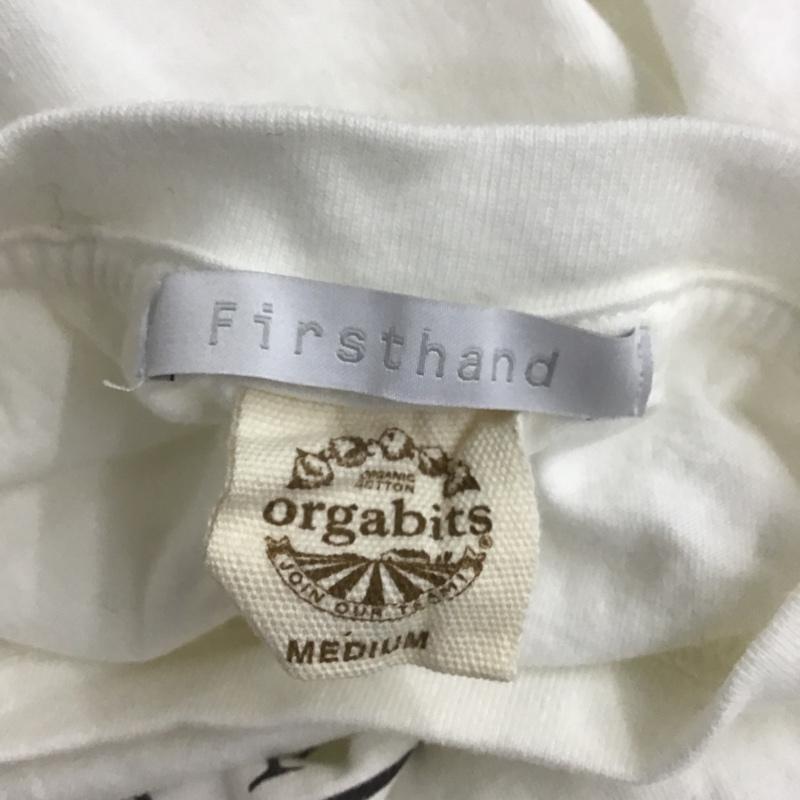 Firsthand
ORGANIC
COTTON
orgabits
®
JOIN OUR TEAM!!
MEDIUM